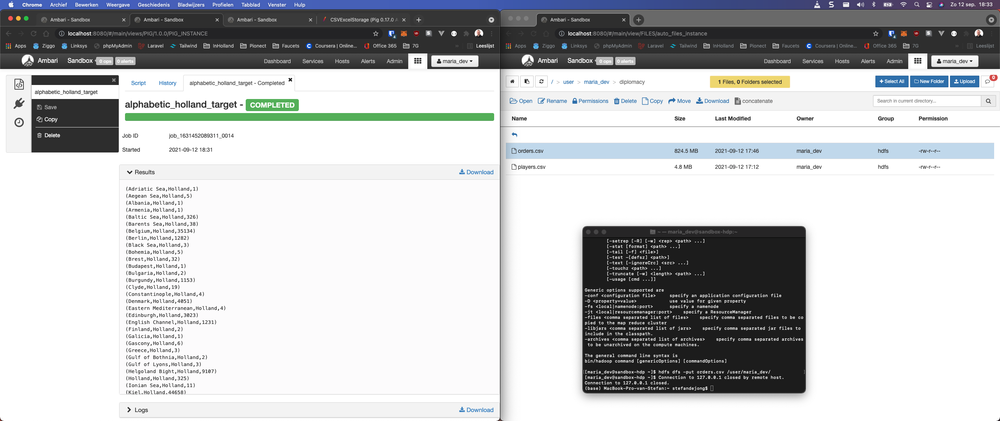 Chrome Archief Bewerken Weergave Geschiedenis Bladwijzers Profielen Tabblad Venster Hulp Zo 12 sep. 18:33
Ambari - Sandbox Ambari - Sandbox Ambari - Sandbox CSVExcelStorage (Pig 0.17.0 A
localhost:8080/#/main/views/PIG/1.0.0/PIG_INSTANCE
Apps Ziggo Linksys phpMyAdmin Laravel Tailwind InHolland Pionect Faucets Coursera | Online... Office 365 7G » Leeslijst
Ambari Sandbox 0 ops 0 alerts Dashboard Services Hosts Alerts Admin maria_dev
alphabetic_holland_target
Save
Copy
Delete
Script History alphabetic_holland_target - Completed
alphabetic_holland_target - COMPLETED
Job ID job_1631452089311_0014
Started 2021-09-12 18:31
Results Download
(Adriatic Sea,Holland,1)
(Aegean Sea,Holland,5)
(Albania,Holland,1)
(Armenia,Holland,1)
(Baltic Sea,Holland,326)
(Barents Sea,Holland,38)
(Belgium,Holland,35134)
(Berlin,Holland,1282)
(Black Sea,Holland,3)
(Bohemia,Holland,5)
(Brest,Holland,32)
(Budapest,Holland,1)
(Bulgaria,Holland,2)
(Burgundy,Holland,1153)
(Clyde,Holland,19)
(Constantinople,Holland,4)
(Denmark,Holland,4051)
(Eastern Mediterranean,Holland,4)
(Edinburgh,Holland,3023)
(English Channel,Holland,1231)
(Finland,Holland,2)
(Galicia,Holland,1)
(Gascony,Holland,6)
(Greece,Holland,3)
(Gulf of Bothnia,Holland,2)
(Gulf of Lyons,Holland,3)
(Helgoland Bight,Holland,9107)
(Holland,Holland,325)
(Ionian Sea,Holland,11)
(Kiel,Holland,44658)
Logs Download
Ambari - Sandbox
localhost:8080/#/main/view/FILES/auto_files_instance
Apps Ziggo Linksys phpMyAdmin Laravel Tailwind InHolland Pionect Faucets Coursera | Online... Office 365 7G » Leeslijst
Ambari Sandbox 0 ops 0 alerts Dashboard Services Hosts Alerts Admin maria_dev
/ > user > maria_dev > diplomacy 1 Files, 0 Folders selected Select All New Folder Upload 0
Open Rename Permissions Delete Copy Move Download concatenate Search in current directory...
Name Size Last Modified Owner Group Permission
orders.csv 824.5 MB 2021-09-12 17:46 maria_dev hdfs -rw-r--r--
players.csv 4.8 MB 2021-09-12 17:12 maria_dev hdfs -rw-r--r--
~ — maria_dev@sandbox-hdp:~
[-setrep [-R] [-w] <rep> <path> ...]
[-stat [format] <path> ...]
[-tail [-f] <file>]
[-test -[defsz] <path>]
[-text [-ignoreCrc] <src> ...]
[-touchz <path> ...]
[-truncate [-w] <length> <path> ...]
[-usage [cmd ...]]
Generic options supported are
-conf <configuration file> specify an application configuration file
-D <property=value> use value for given property
-fs <local|namenode:port> specify a namenode
-jt <local|resourcemanager:port> specify a ResourceManager
-files <comma separated list of files> specify comma separated files to be co
pied to the map reduce cluster
-libjars <comma separated list of jars> specify comma separated jar files to
include in the classpath.
-archives <comma separated list of archives> specify comma separated archives
to be unarchived on the compute machines.
The general command line syntax is
bin/hadoop command [genericOptions] [commandOptions]
[[maria_dev@sandbox-hdp ~]$ hdfs dfs -put orders.csv /user/maria_dev/ ]
[maria_dev@sandbox-hdp ~]$ Connection to 127.0.0.1 closed by remote host.
Connection to 127.0.0.1 closed.
(base) MacBook-Pro-van-Stefan:~ stefandejong$